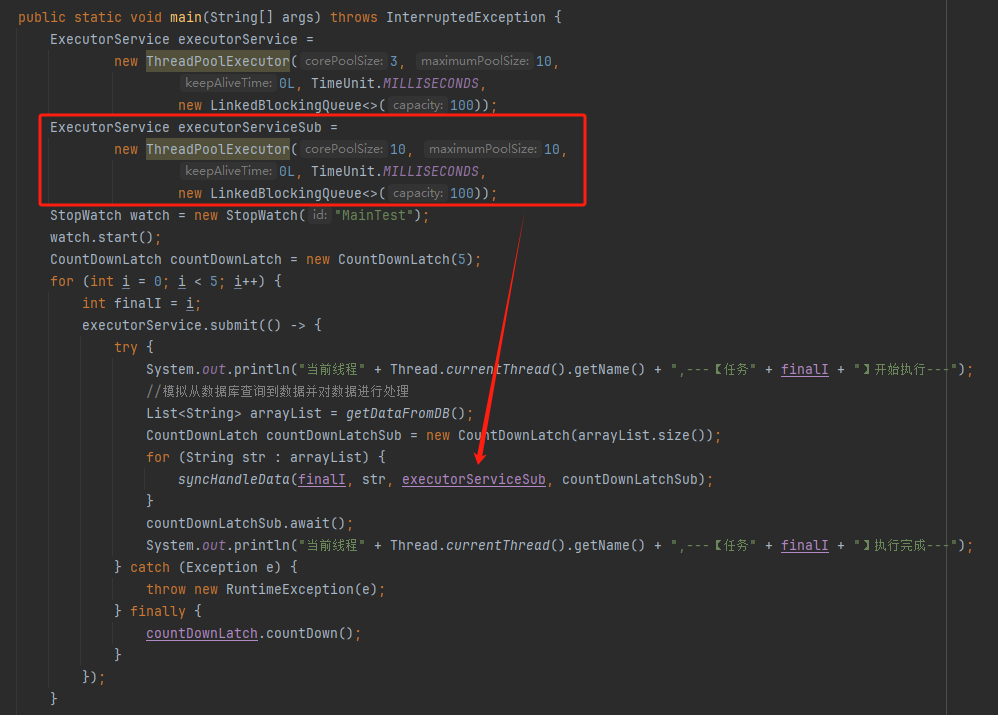 public static void main(String[] args) throws InterruptedException {
ExecutorService executorService =
new ThreadPoolExecutor( corePoolSize: 3, maximumPoolSize: 10,
keepAliveTime: 0L, TimeUnit.MILLISECONDS,
new LinkedBlockingQueue<>( capacity: 100));
ExecutorService executorServiceSub =
new ThreadPoolExecutor( corePoolSize: 10, maximumPoolSize: 10,
keepAliveTime: 0L, TimeUnit.MILLISECONDS,
new LinkedBlockingQueue<>( capacity: 100));
StopWatch watch = new StopWatch( id: "MainTest");
watch.start();
CountDownLatch countDownLatch = new CountDownLatch(5);
for (int i = 0; i < 5; i++) {
int finalI = i;
executorService.submit(() -> {
try {
System.out.println("当前线程" + Thread.currentThread().getName() + ",---【任务" + finalI + "】开始执行---");
//模拟从数据库查询到数据并对数据进行处理
List<String> arrayList = getDataFromDB();
CountDownLatch countDownLatchSub = new CountDownLatch(arrayList.size());
for (String str : arrayList) {
syncHandleData(finalI, str, executorServiceSub, countDownLatchSub);
}
countDownLatchSub.await();
System.out.println("当前线程" + Thread.currentThread().getName() + ",---【任务" + finalI + "】执行完成---");
} catch (Exception e) {
throw new RuntimeException(e);
} finally {
countDownLatch.countDown();
}
});
}